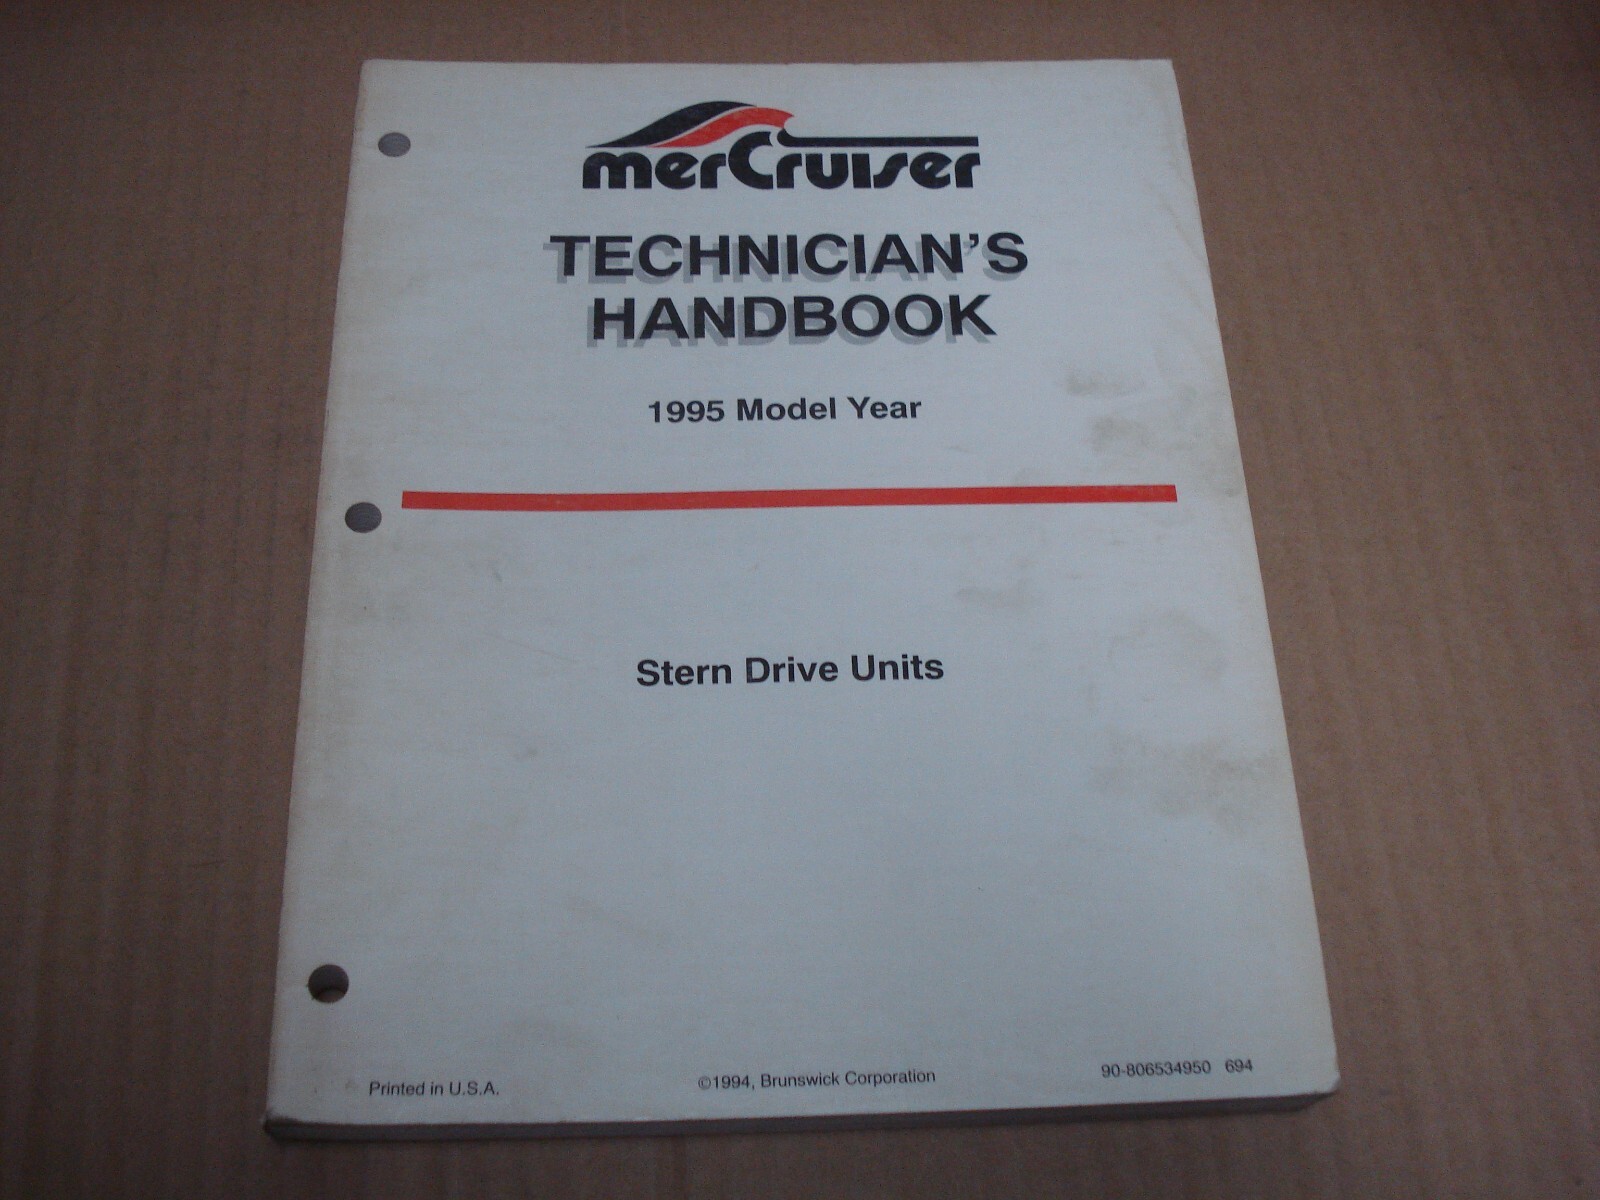 merCruiser
TECHNICIAN'S
HANDBOOK
1995 Model Year
Stern Drive Units
Printed in U.S.A.
©1994, Brunswick Corporation
90-806534950 694